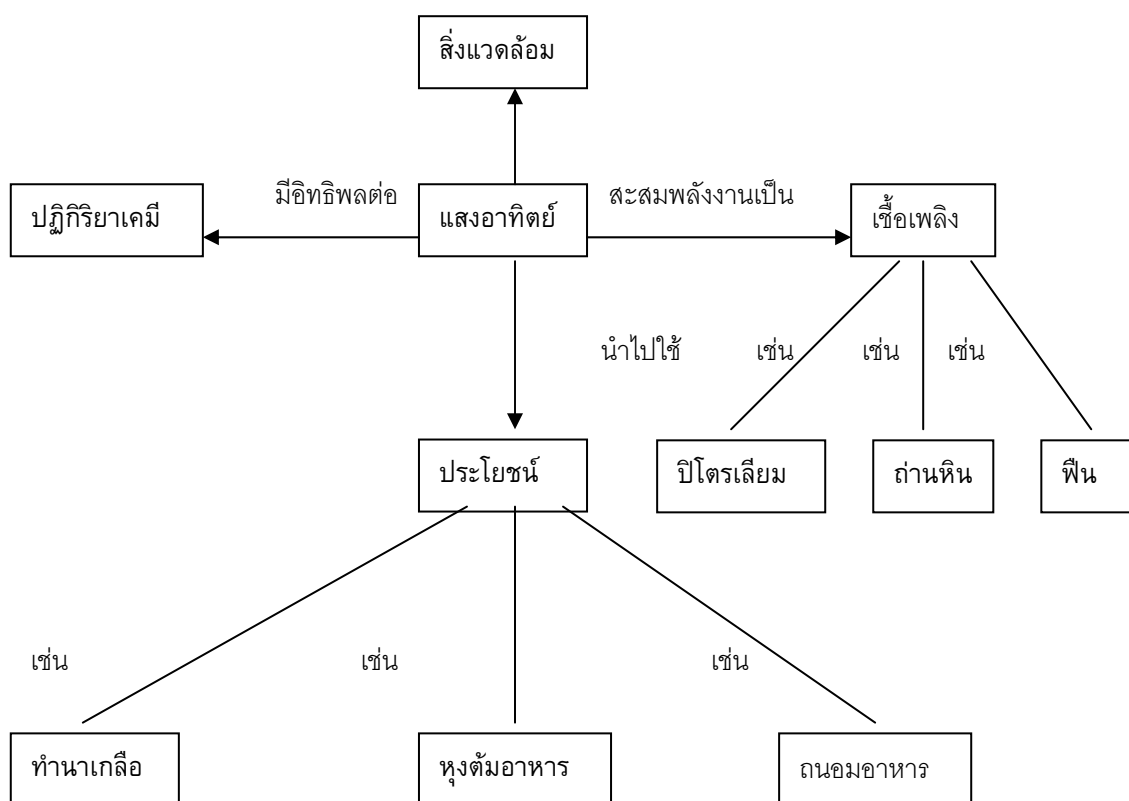 สิ่งแวดล้อม
มีอิทธิพลต่อ
สะสมพลังงานเป็น
ปฏิกิริยาเคมี
แสงอาทิตย์
เชื้อเพลิง
นำไปใช้
เช่น
เช่น
เช่น
ประโยชน์
ปิโตรเลียม
ถ่านหิน
ฟืน
เช่น
เช่น
เช่น
ทำนาเกลือ
หุงต้มอาหาร
ถนอมอาหาร